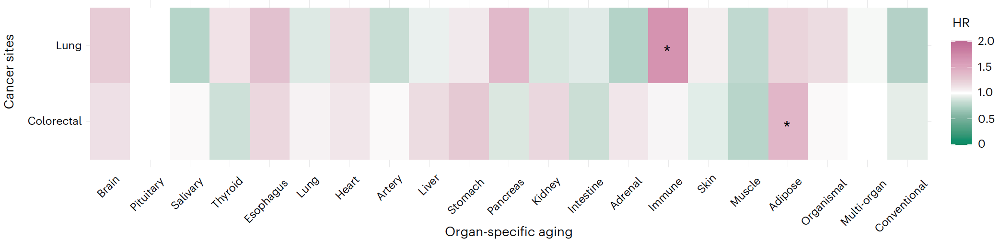 Cancer sites
Lung
Colorectal
*
*
Brain
Pituitary
Salivary
Thyroid
Esophagus
Lung
Heart
Artery
Liver
Stomach
Pancreas
Kidney
Intestine
Adrenal
Immune
Skin
Muscle
Adipose
Organismal
Multi-organ
Conventional
Organ-specific aging
HR
2.0
1.5
1.0
0.5
0